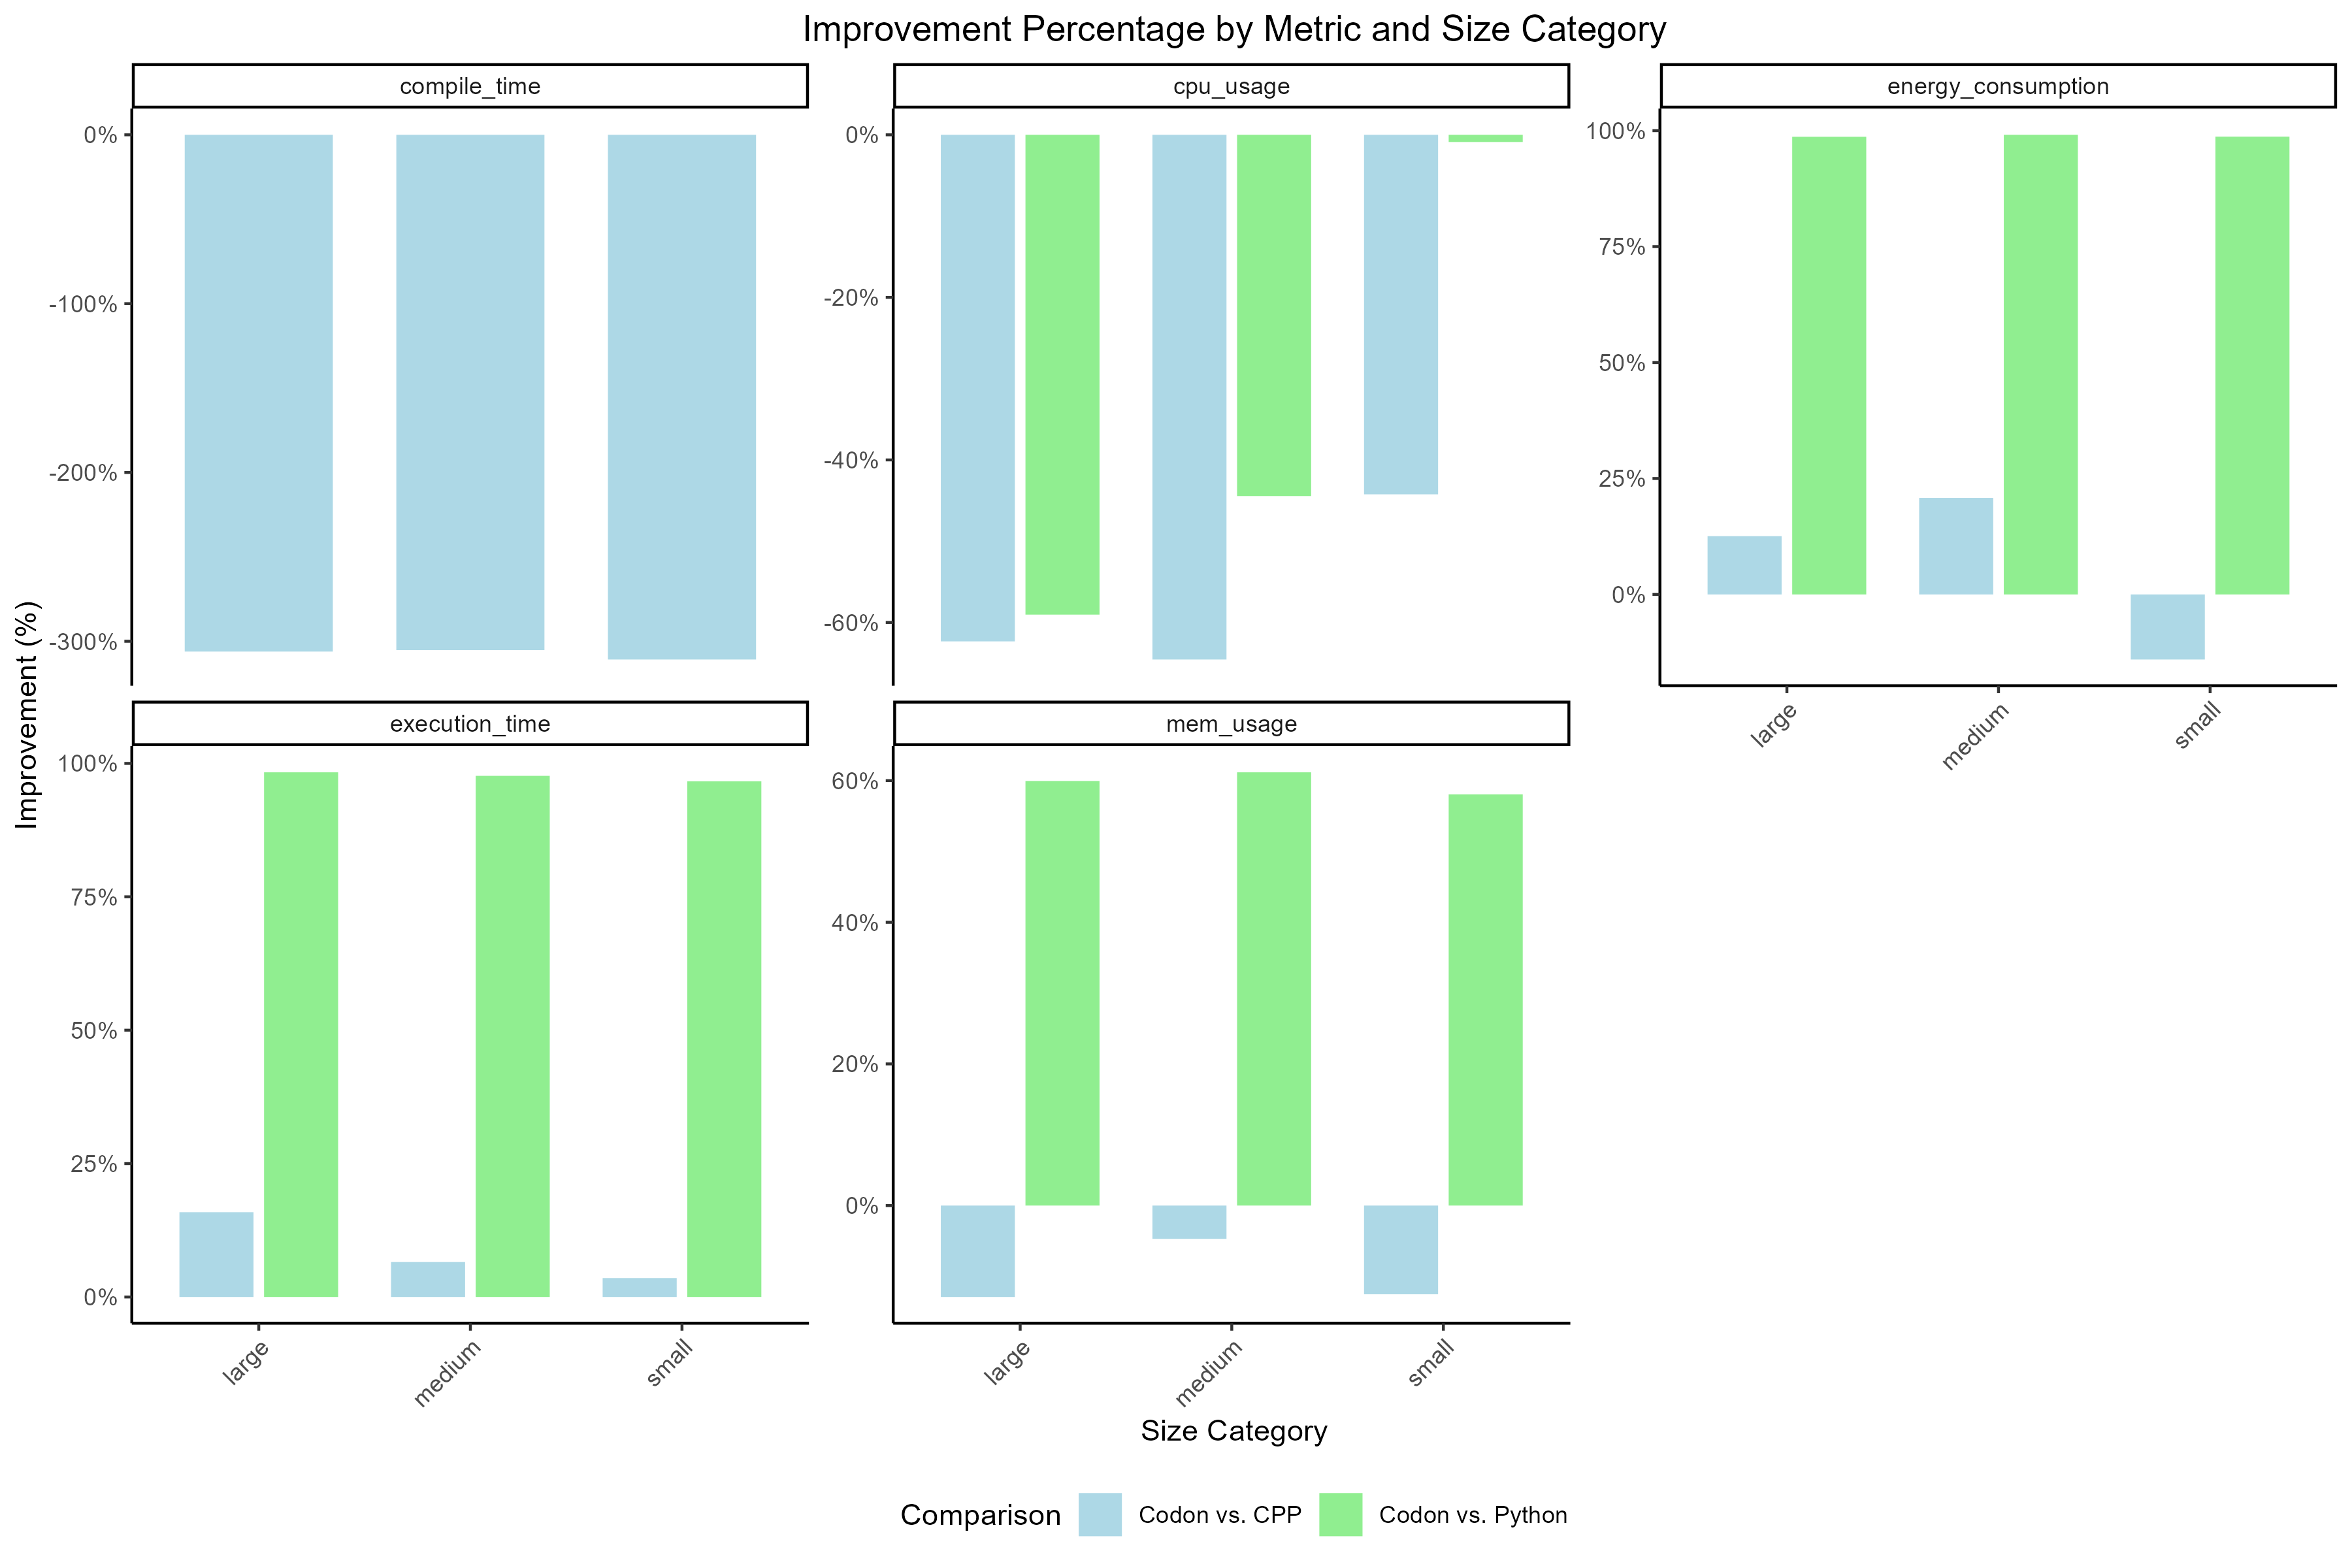 Improvement Percentage by Metric and Size Category
compile_time
cpu_usage
energy_consumption
0%
-100%
-200%
-300%
0%
-20%
-40%
-60%
100%
75%
50%
25%
0%
large
medium
small
Improvement (%)
execution_time
mem_usage
100%
75%
50%
25%
0%
60%
40%
20%
0%
large
medium
small
large
medium
small
Size Category
Comparison
Codon vs. CPP
Codon vs. Python